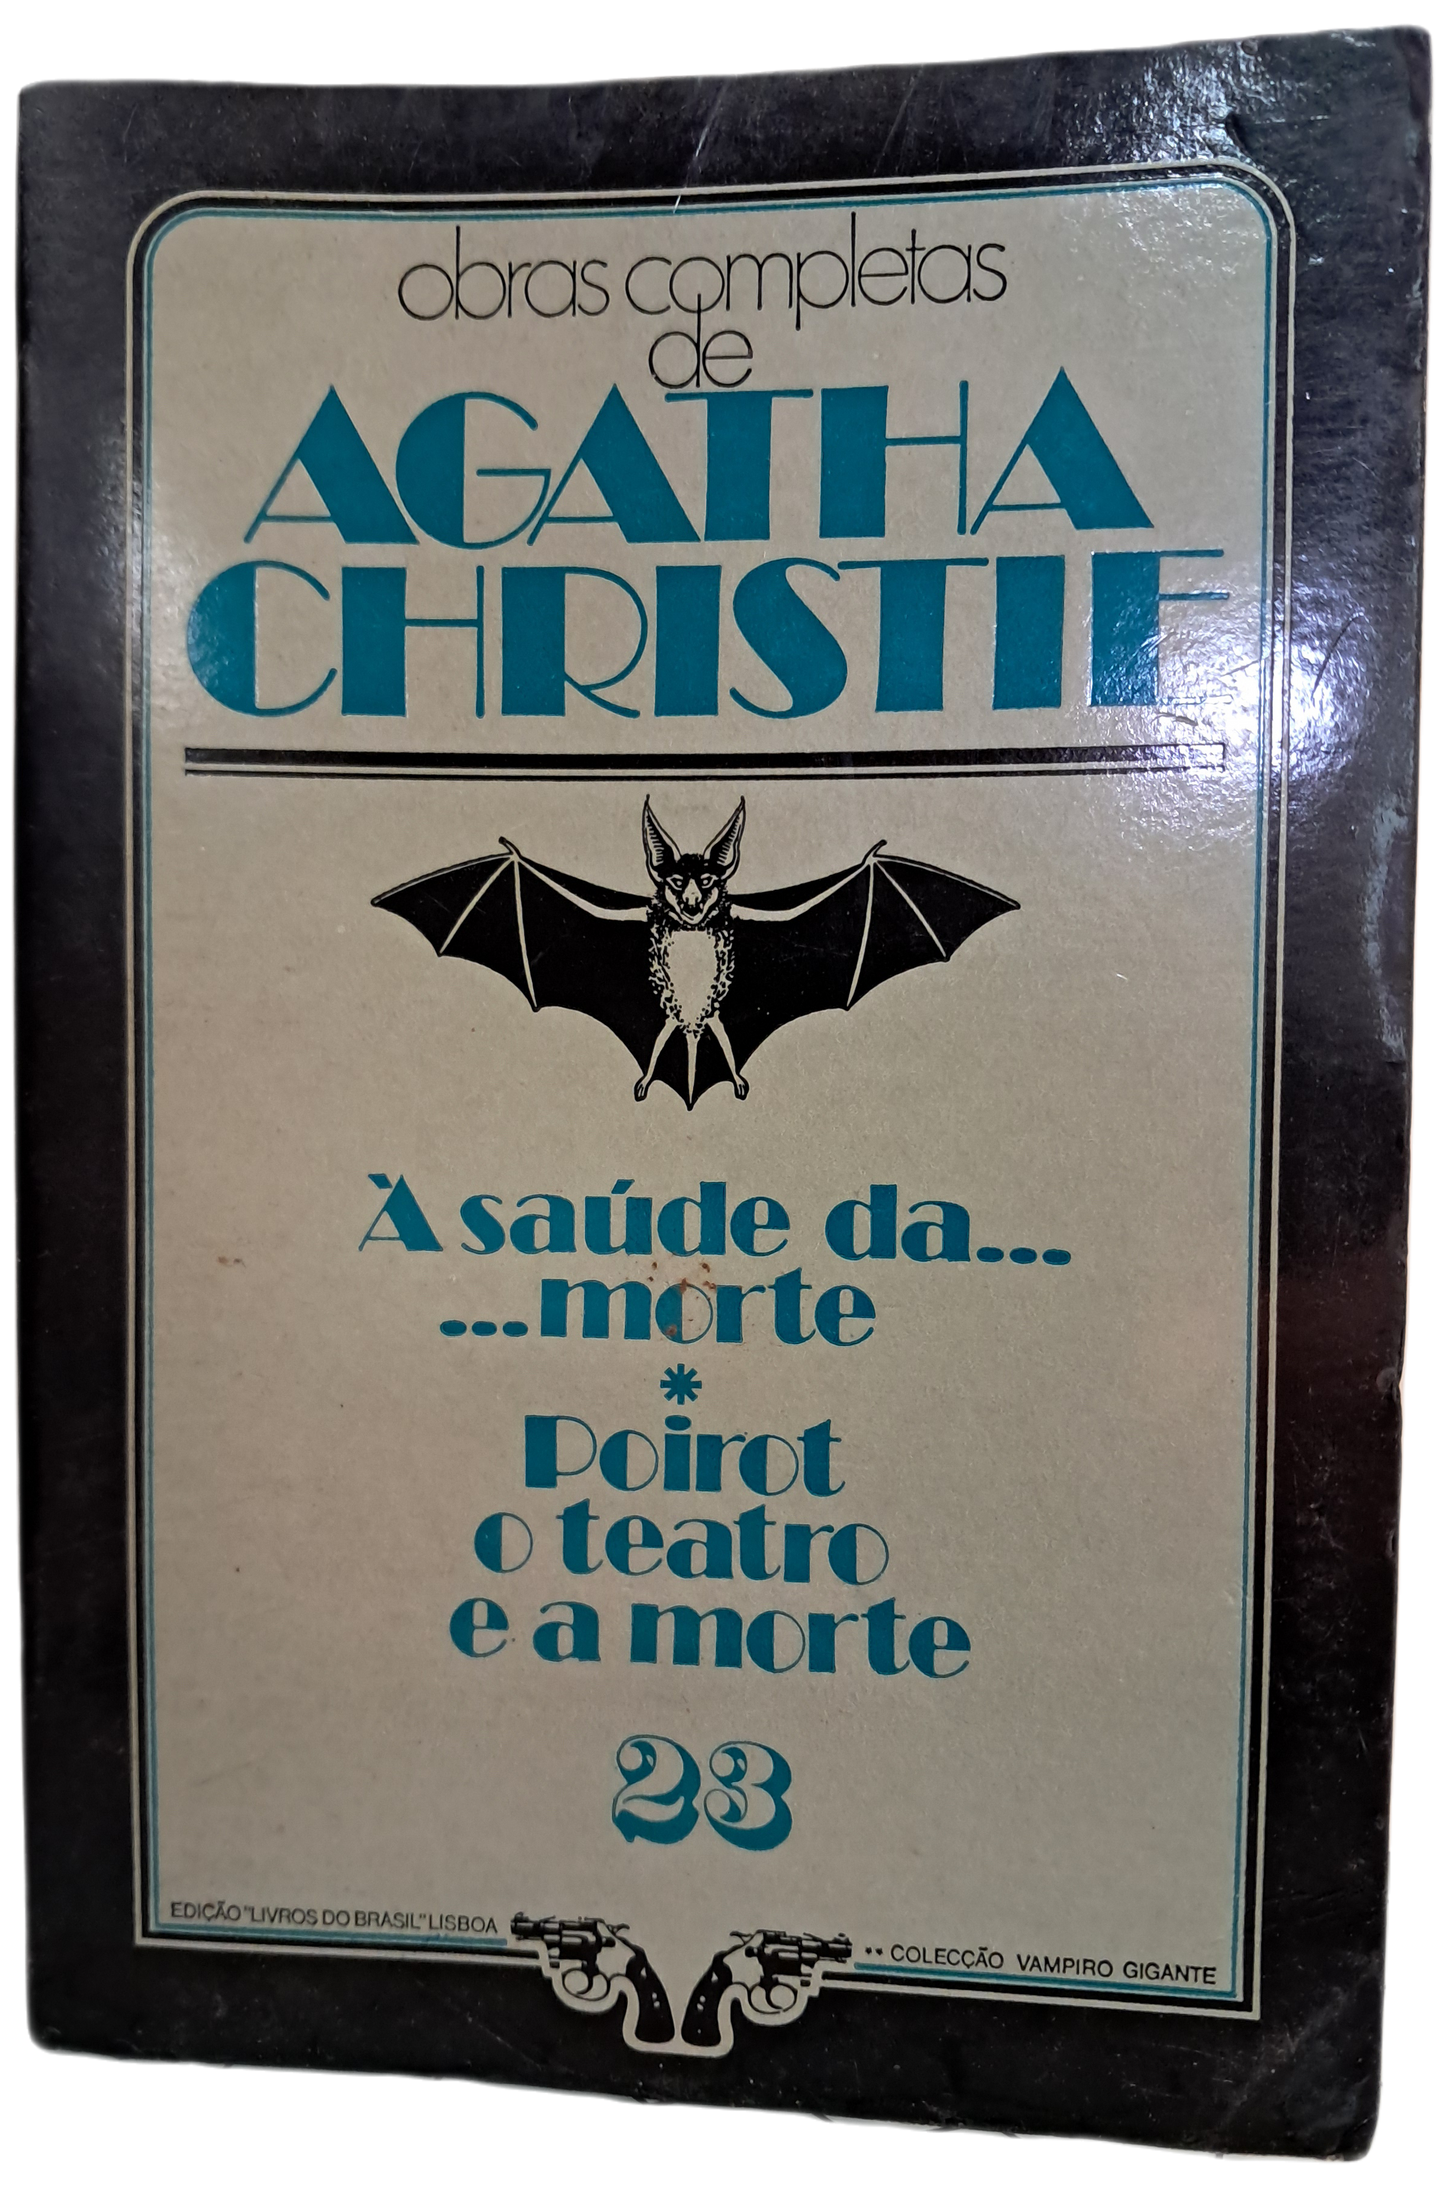 obras completas
de
AGATHA
CHRISTIE
À saúde da...
...morte
*
Poirot
o teatro
e a morte
23
EDIÇÃO "LIVROS DO BRASIL" LISBOA
** COLECÇÃO VAMPIRO GIGANTE